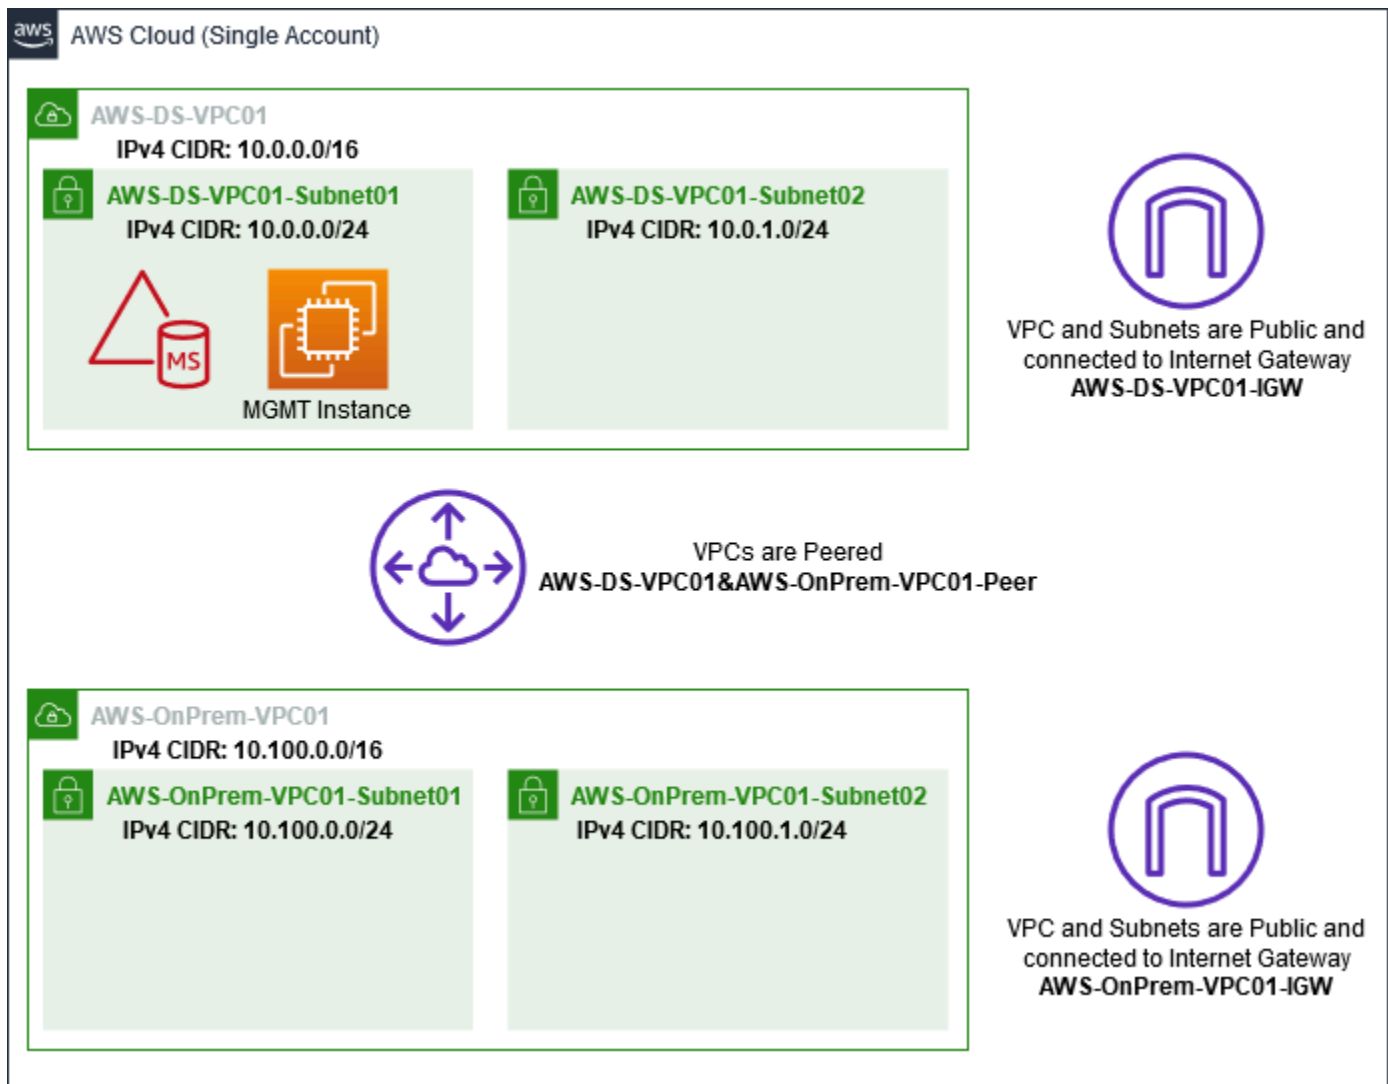 aws
AWS Cloud (Single Account)
AWS-DS-VPC01
IPv4 CIDR: 10.0.0.0/16
AWS-DS-VPC01-Subnet01
IPv4 CIDR: 10.0.0.0/24
MS
MGMT Instance
AWS-DS-VPC01-Subnet02
IPv4 CIDR: 10.0.1.0/24
VPC and Subnets are Public and
connected to Internet Gateway
AWS-DS-VPC01-IGW
VPCs are Peered
AWS-DS-VPC01&AWS-OnPrem-VPC01-Peer
AWS-OnPrem-VPC01
IPv4 CIDR: 10.100.0.0/16
AWS-OnPrem-VPC01-Subnet01
IPv4 CIDR: 10.100.0.0/24
AWS-OnPrem-VPC01-Subnet02
IPv4 CIDR: 10.100.1.0/24
VPC and Subnets are Public and
connected to Internet Gateway
AWS-OnPrem-VPC01-IGW